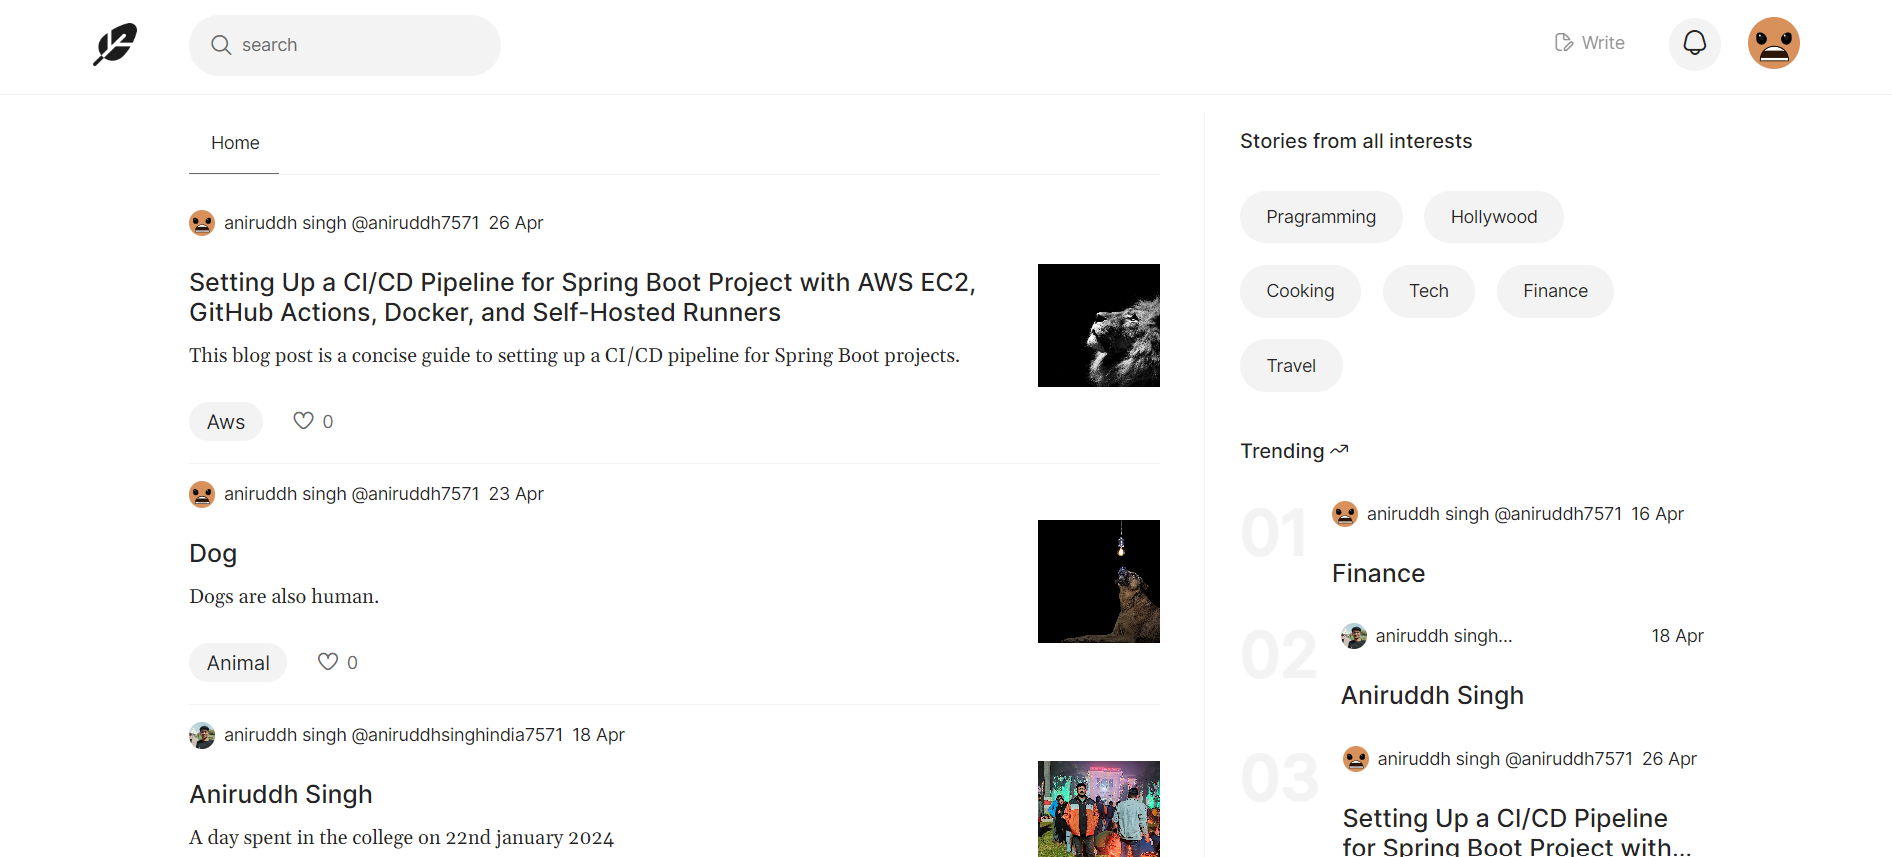 search
Write
Home
aniruddh singh @aniruddh7571 26 Apr
Setting Up a CI/CD Pipeline for Spring Boot Project with AWS EC2,
GitHub Actions, Docker, and Self-Hosted Runners
This blog post is a concise guide to setting up a CI/CD pipeline for Spring Boot projects.
Aws 0
aniruddh singh @aniruddh7571 23 Apr
Dog
Dogs are also human.
Animal 0
aniruddh singh @aniruddhsinghindia7571 18 Apr
Aniruddh Singh
A day spent in the college on 22nd january 2024
Stories from all interests
Pragramming Hollywood
Cooking Tech Finance
Travel
Trending
01
aniruddh singh @aniruddh7571 16 Apr
Finance
02
aniruddh singh... 18 Apr
Aniruddh Singh
03
aniruddh singh @aniruddh7571 26 Apr
Setting Up a CI/CD Pipeline
for Spring Boot Project with...